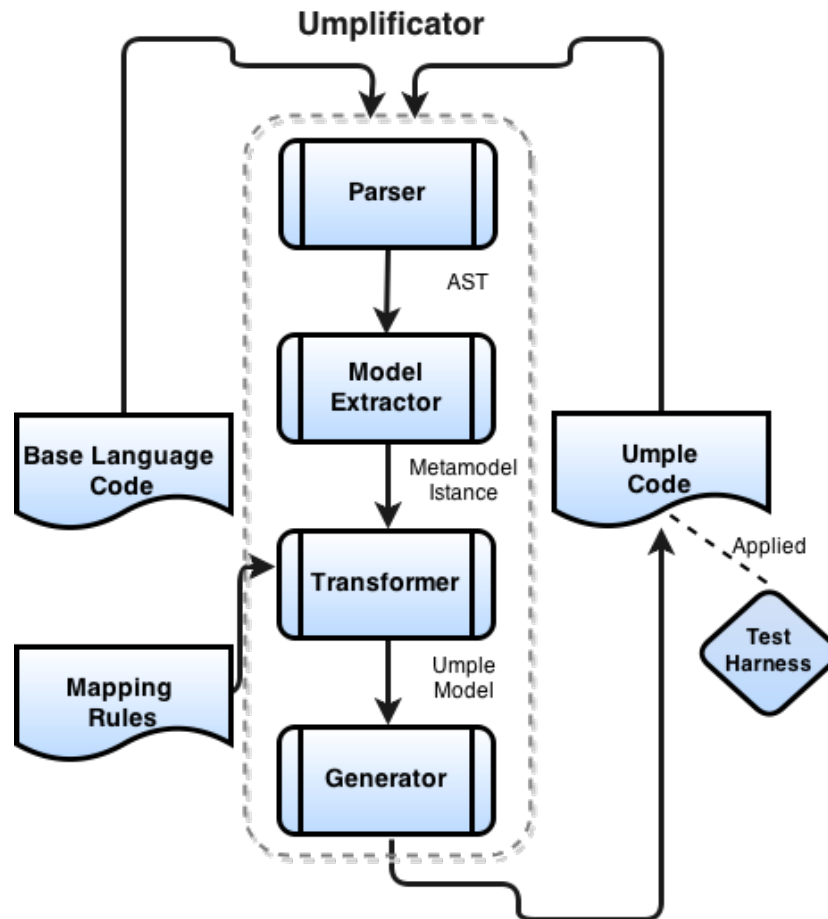 Umplificator
Parser
AST
Model
Extractor
Base Language
Code
Metamodel
Istance
Umple
Code
Applied
Transformer
Test
Harness
Mapping
Rules
Umple
Model
Generator